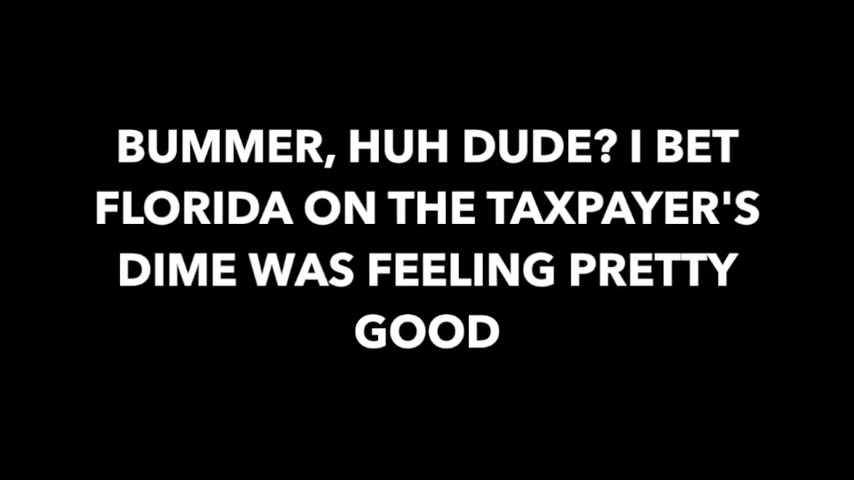 BUMMER, HUH DUDE? I BET
FLORIDA ON THE TAXPAYER'S
DIME WAS FEELING PRETTY
GOOD